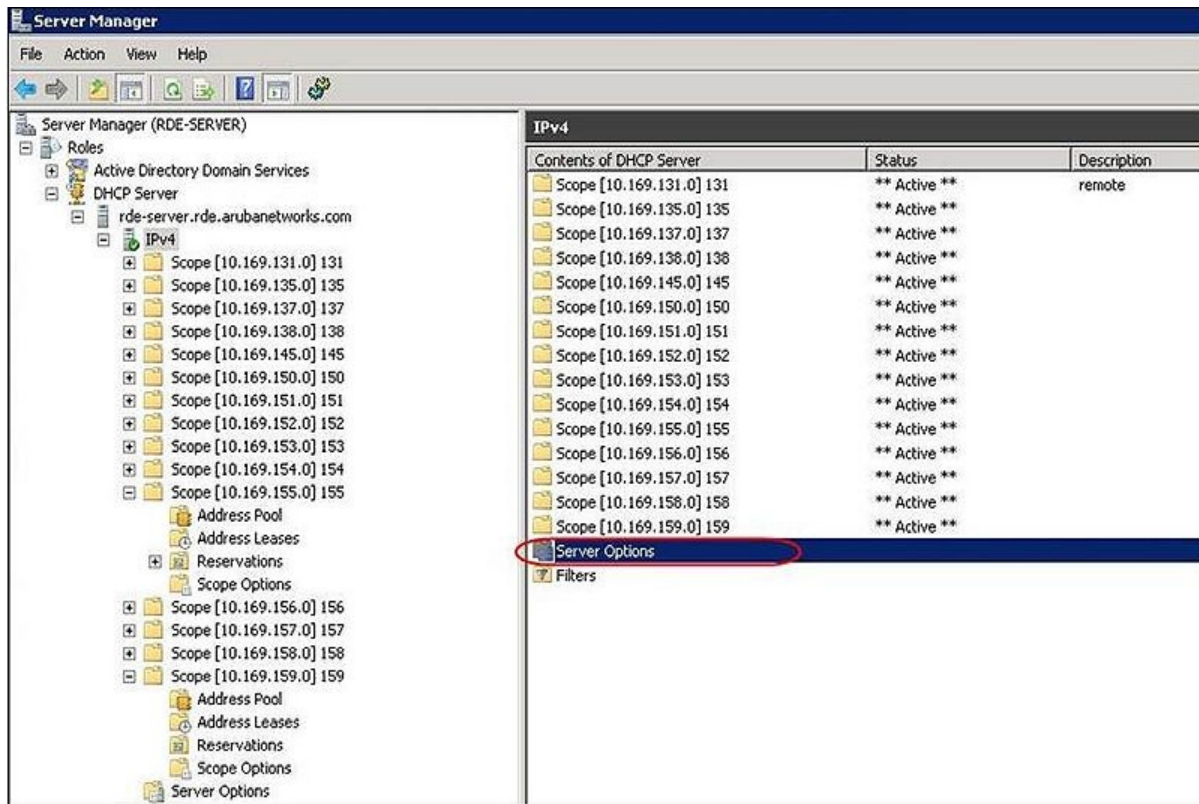 Server Manager
File Action View Help
Server Manager (RDE-SERVER)
Roles
Active Directory Domain Services
DHCP Server
rde-server.rde.arubanetworks.com
IPv4
Scope [10.169.131.0] 131
Scope [10.169.135.0] 135
Scope [10.169.137.0] 137
Scope [10.169.138.0] 138
Scope [10.169.145.0] 145
Scope [10.169.150.0] 150
Scope [10.169.151.0] 151
Scope [10.169.152.0] 152
Scope [10.169.153.0] 153
Scope [10.169.154.0] 154
Scope [10.169.155.0] 155
Address Pool
Address Leases
Reservations
Scope Options
Scope [10.169.156.0] 156
Scope [10.169.157.0] 157
Scope [10.169.158.0] 158
Scope [10.169.159.0] 159
Address Pool
Address Leases
Reservations
Scope Options
Server Options
IPv4
Contents of DHCP Server Status Description
Scope [10.169.131.0] 131 ** Active ** remote
Scope [10.169.135.0] 135 ** Active **
Scope [10.169.137.0] 137 ** Active **
Scope [10.169.138.0] 138 ** Active **
Scope [10.169.145.0] 145 ** Active **
Scope [10.169.150.0] 150 ** Active **
Scope [10.169.151.0] 151 ** Active **
Scope [10.169.152.0] 152 ** Active **
Scope [10.169.153.0] 153 ** Active **
Scope [10.169.154.0] 154 ** Active **
Scope [10.169.155.0] 155 ** Active **
Scope [10.169.156.0] 156 ** Active **
Scope [10.169.157.0] 157 ** Active **
Scope [10.169.158.0] 158 ** Active **
Scope [10.169.159.0] 159 ** Active **
Server Options
Filters